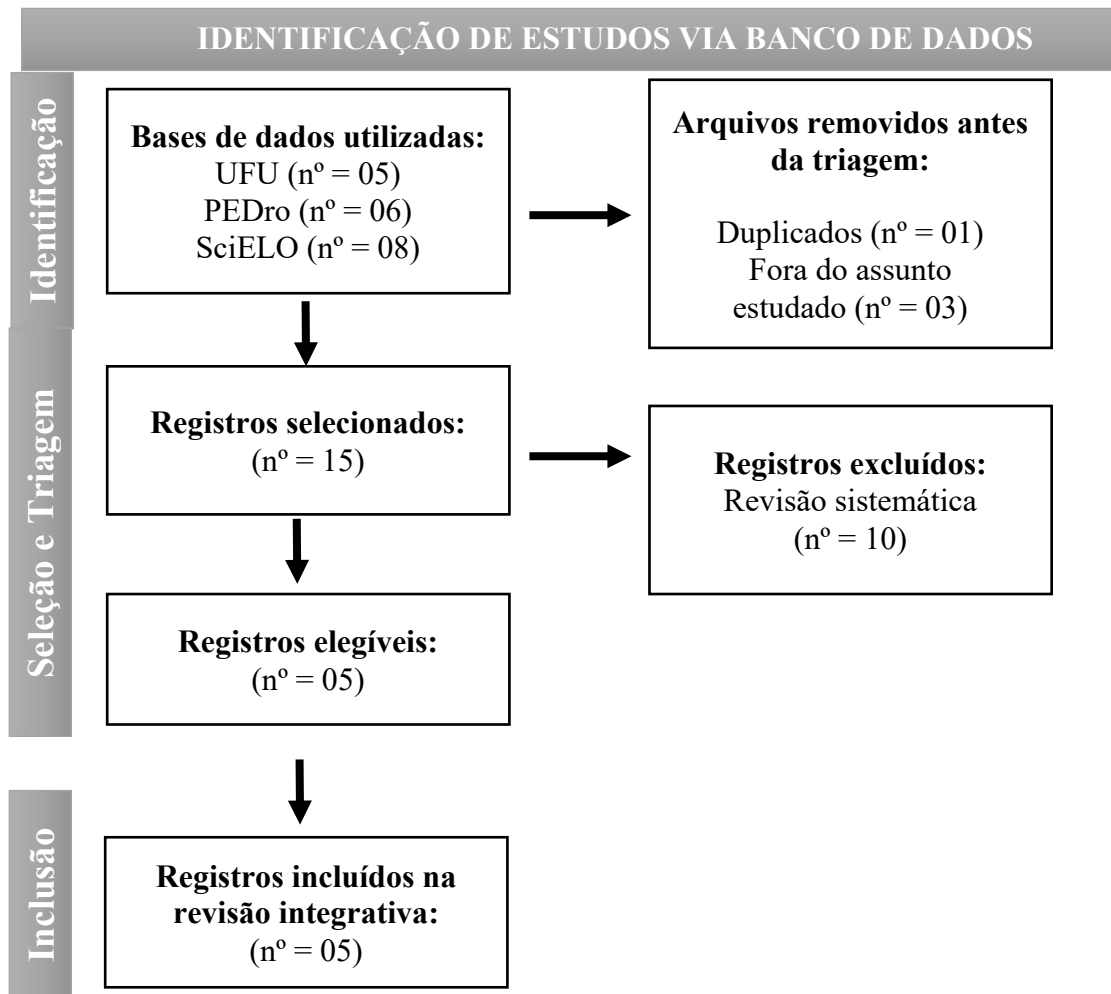 IDENTIFICAÇÃO DE ESTUDOS VIA BANCO DE DADOS
Identificação
Bases de dados utilizadas:
UFU (nº = 05)
PEDro (nº = 06)
SciELO (nº = 08)
Arquivos removidos antes
da triagem:
Duplicados (nº = 01)
Fora do assunto
estudado (nº = 03)
Seleção e Triagem
Registros selecionados:
(nº = 15)
Registros excluídos:
Revisão sistemática
(nº = 10)
Registros elegíveis:
(nº = 05)
Inclusão
Registros incluídos na
revisão integrativa:
(nº = 05)